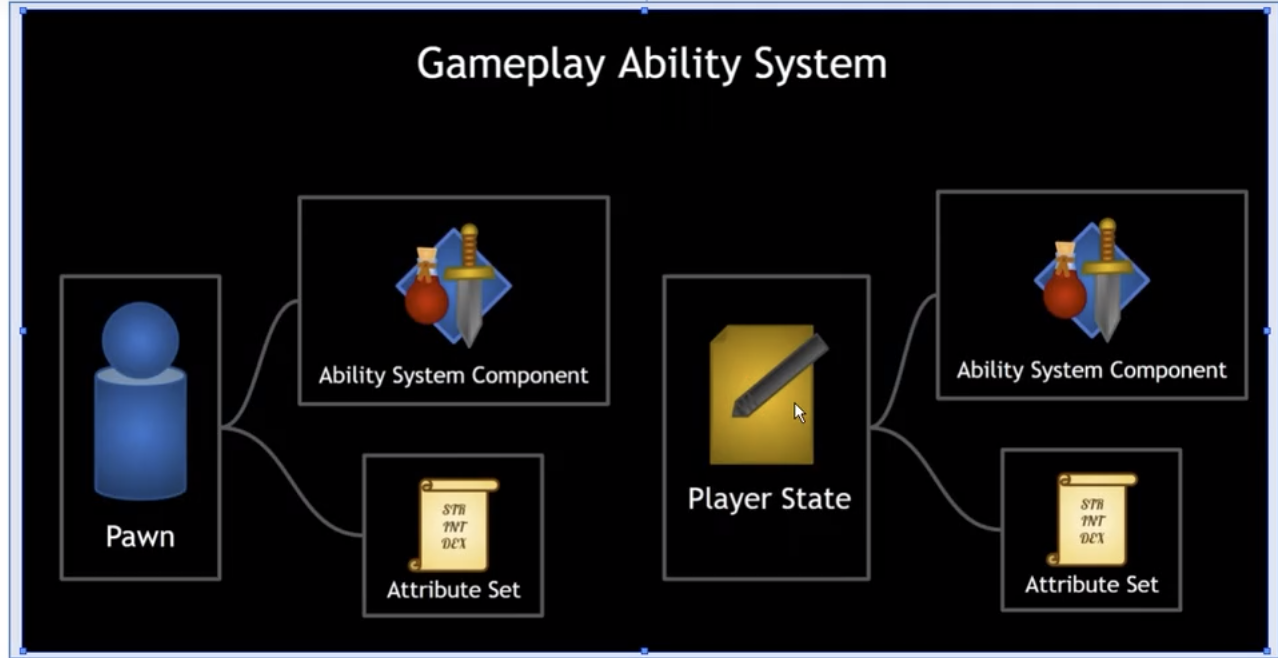 Gameplay Ability System
Ability System Component
Pawn
STR
INT
DEX
Attribute Set
Ability System Component
Player State
STR
INT
DEX
Attribute Set